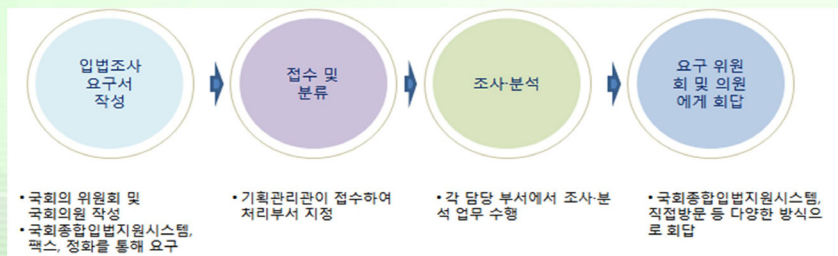 입법조사
요구서
작성
접수 및
분류
조사·분석
요구 위원
회 및 의원
에게 회답
• 국회의 위원회 및
국회의원 작성
• 국회종합입법지원시스템,
팩스, 정화를 통해 요구
• 기획관리관이 접수하여
처리부서 지정
• 각 담당 부서에서 조사·분
석 업무 수행
• 국회종합입법지원시스템,
직접방문 등 다양한 방식으
로 회답